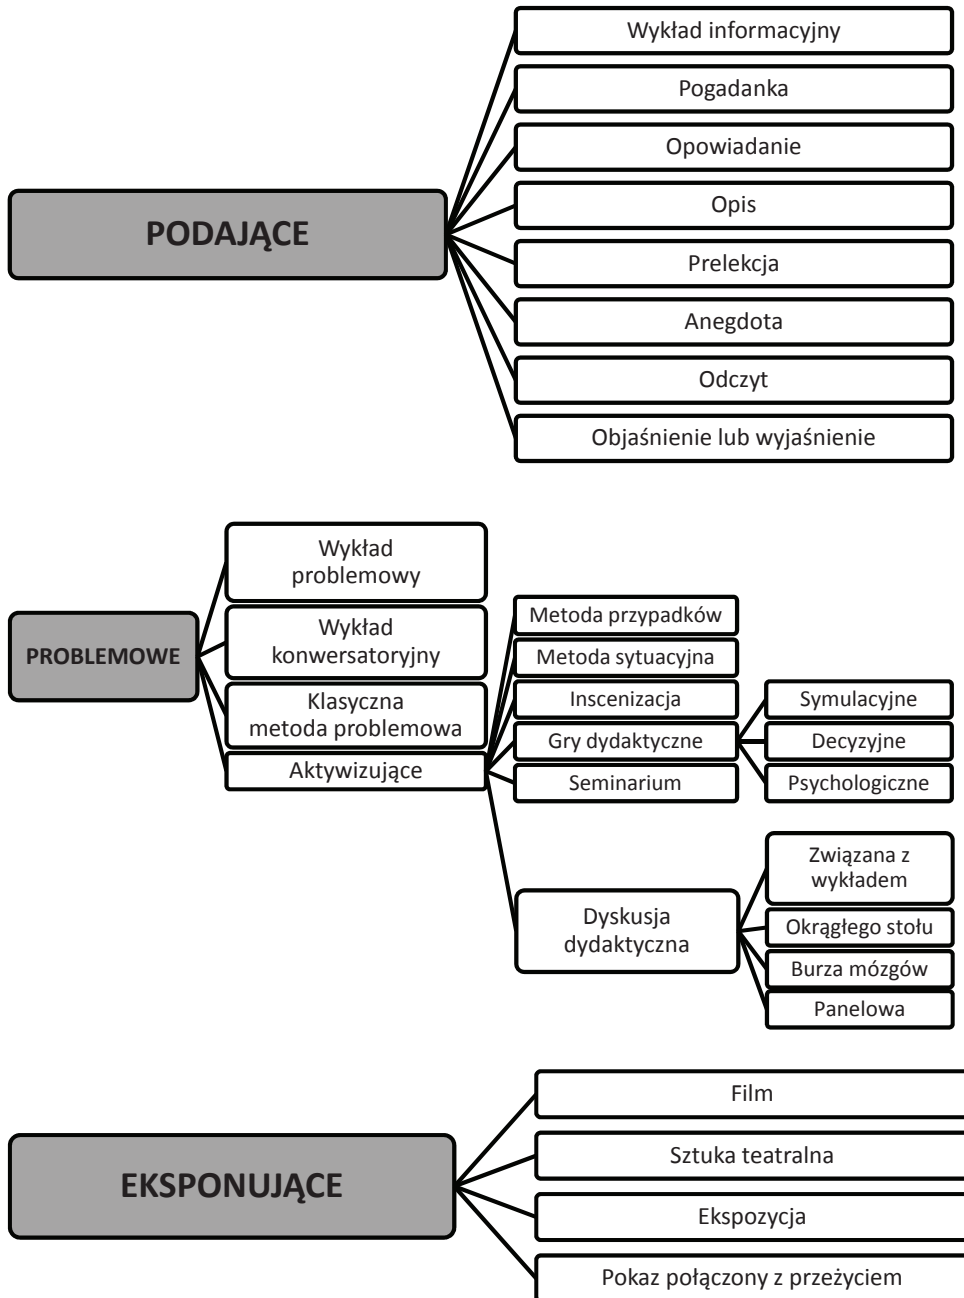 PODAJĄCE
Wykład informacyjny
Pogadanka
Opowiadanie
Opis
Prelekcja
Anegdota
Odczyt
Objaśnienie lub wyjaśnienie
PROBLEMOWE
Wykład
problemowy
Wykład
konwersatoryjny
Klasyczna
metoda problemowa
Aktywizujące
Metoda przypadków
Metoda sytuacyjna
Inscenizacja
Gry dydaktyczne
Seminarium
Symulacyjne
Decyzyjne
Psychologiczne
Dyskusja
dydaktyczna
Związana z
wykładem
Okrągłego stołu
Burza mózgów
Panelowa
EKSPONUJĄCE
Film
Sztuka teatralna
Ekspozycja
Pokaz połączony z przeżyciem